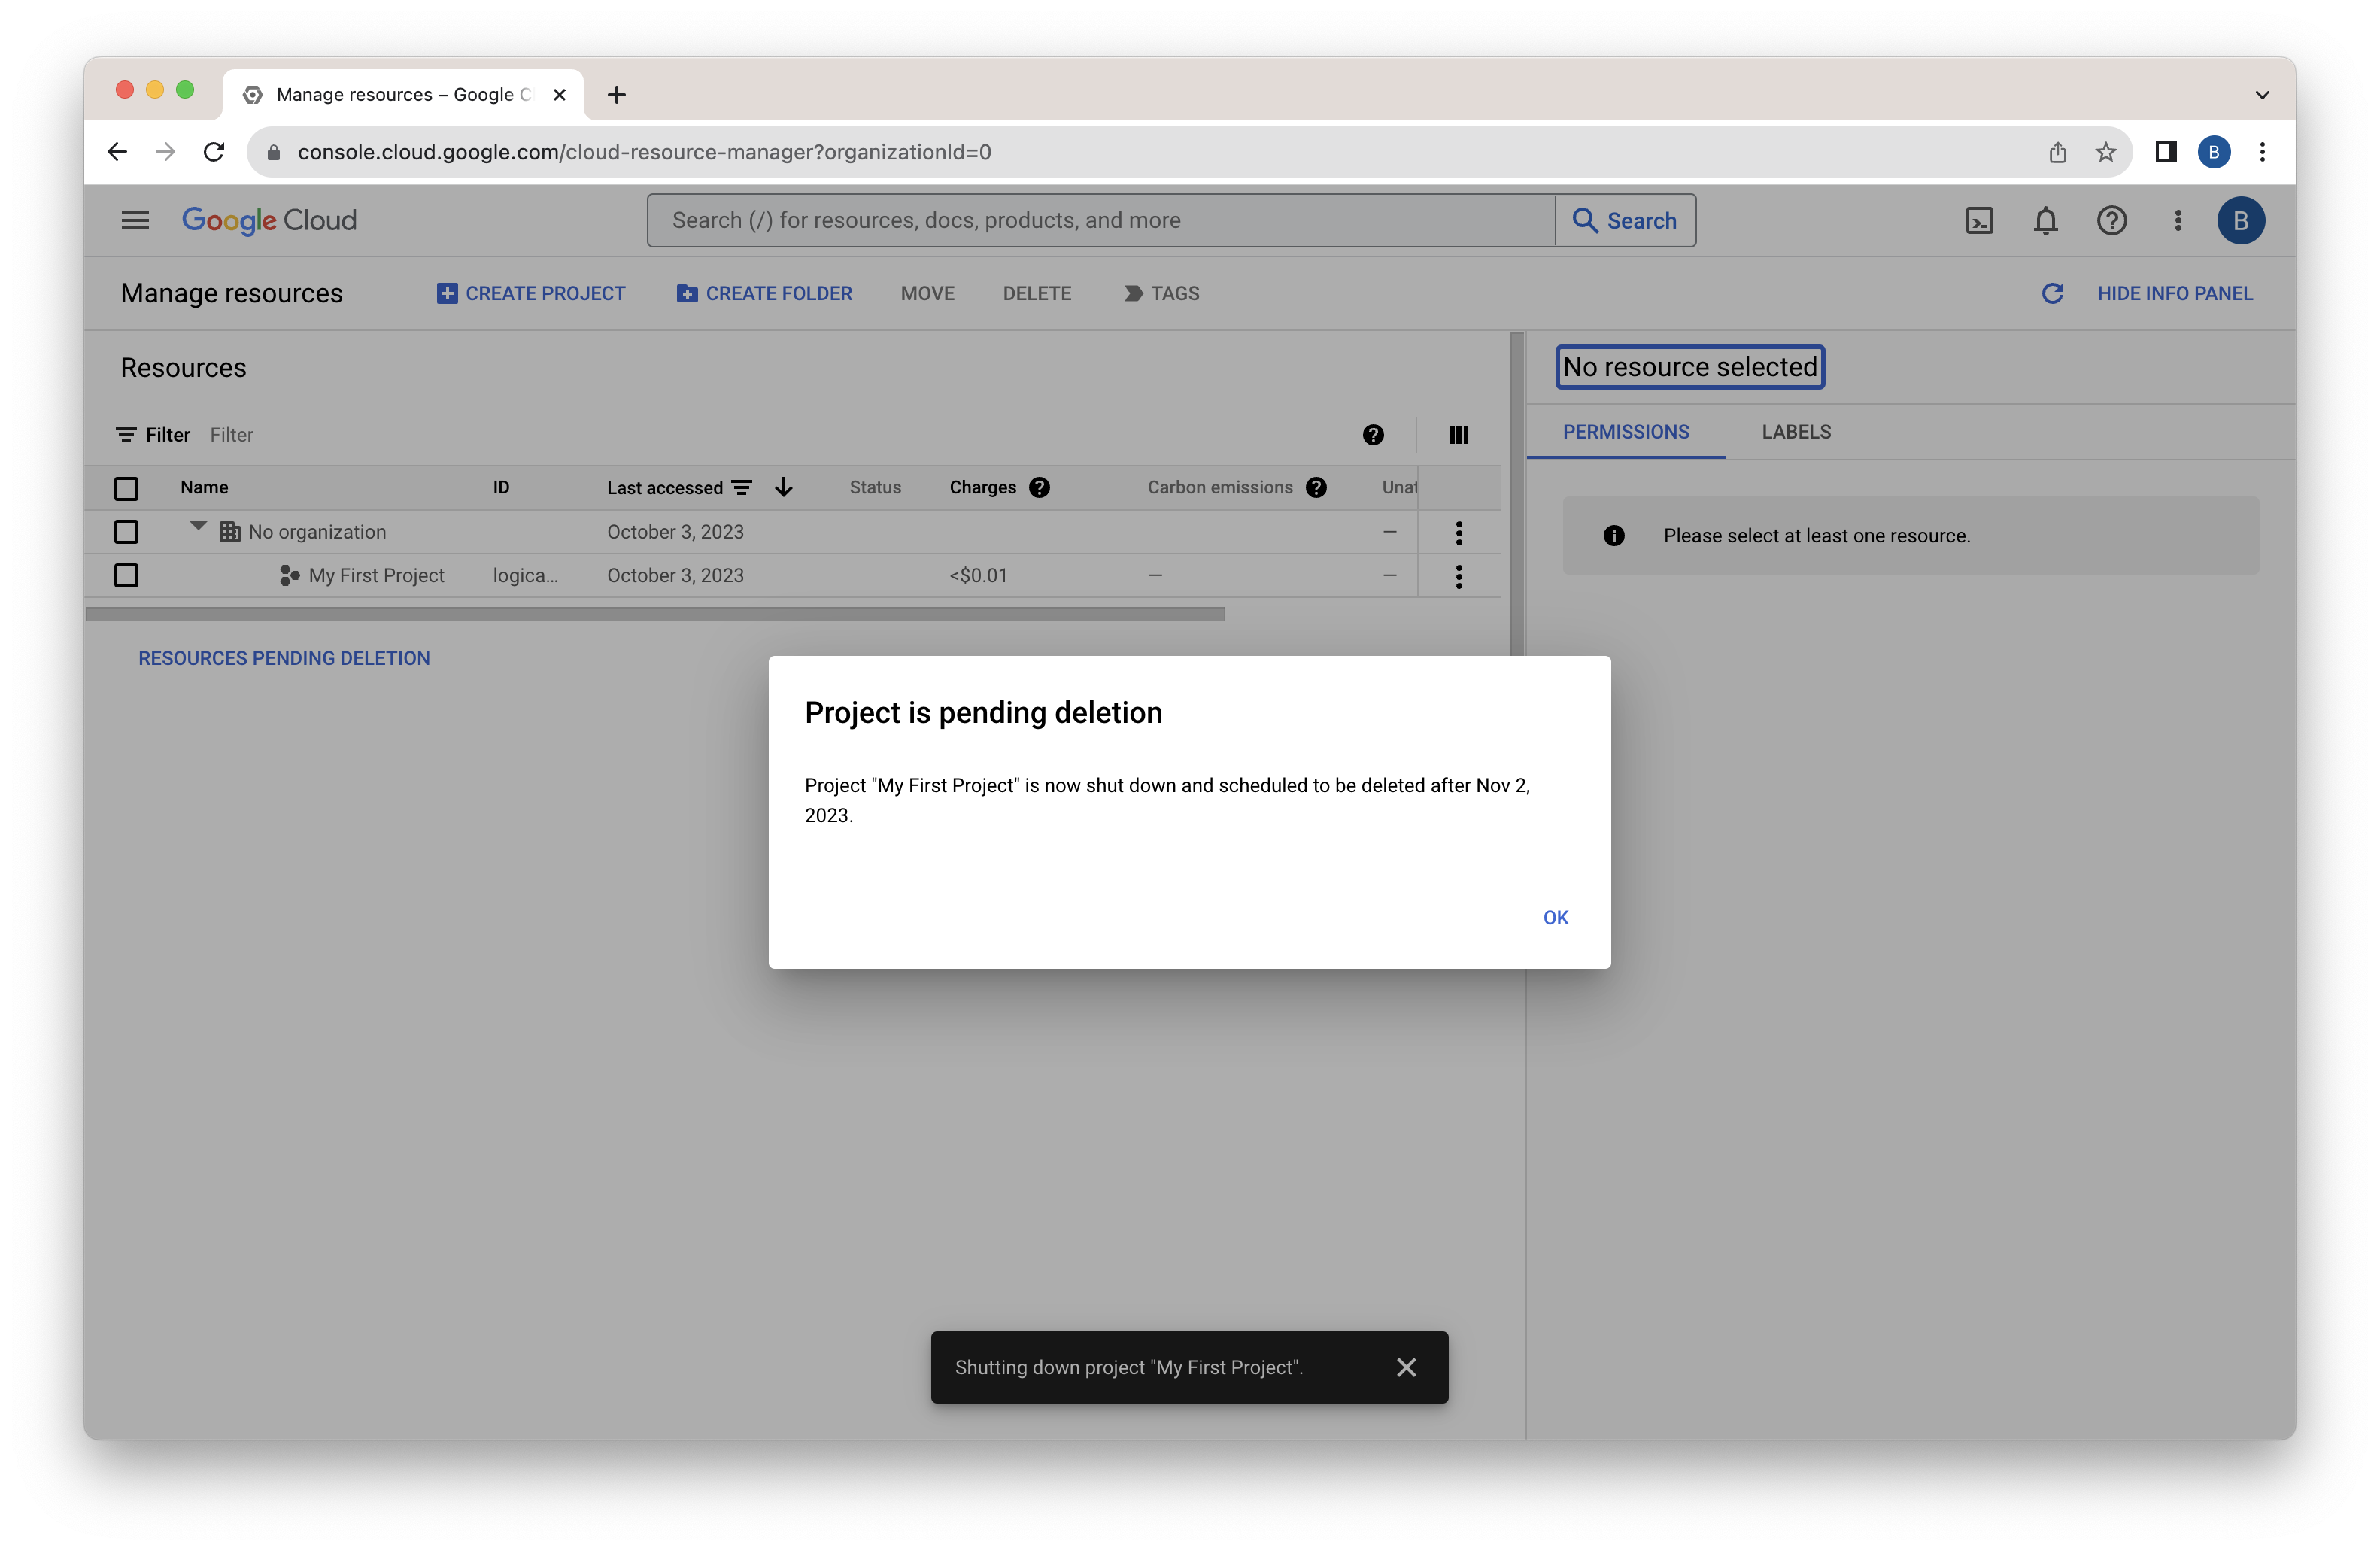 Manage resources – Google C
console.cloud.google.com/cloud-resource-manager?organizationId=0
B
Google Cloud
Search (/) for resources, docs, products, and more
Search
B
Manage resources
CREATE PROJECT
CREATE FOLDER
MOVE
DELETE
TAGS
HIDE INFO PANEL
Resources
No resource selected
Filter Filter
PERMISSIONS
LABELS
Name ID Last accessed Status Charges Carbon emissions Unat
No organization October 3, 2023 —
My First Project logica... October 3, 2023 <$0.01 — —
Please select at least one resource.
RESOURCES PENDING DELETION
Project is pending deletion
Project "My First Project" is now shut down and scheduled to be deleted after Nov 2,
2023.
OK
Shutting down project "My First Project".